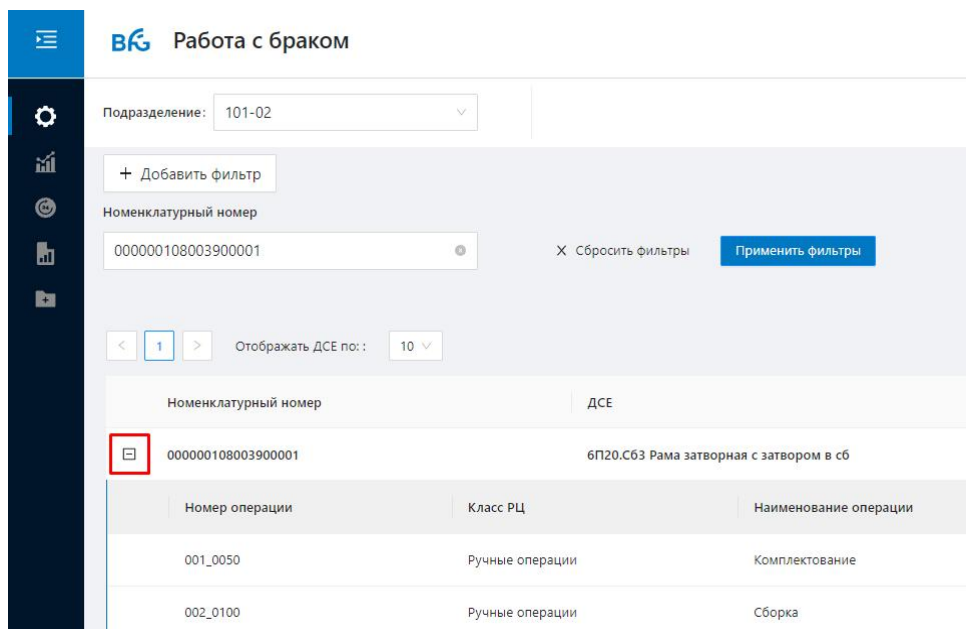 BFG Работа с браком
Подразделение: 101-02
+ Добавить фильтр
Номенклатурный номер
000000108003900001 X Сбросить фильтры Применить фильтры
< 1 > Отображать ДСЕ по: : 10
Номенклатурный номер ДСЕ
000000108003900001 6П20.Сб3 Рама затворная с затвором в сб
Номер операции Класс РЦ Наименование операции
001_0050 Ручные операции Комплектование
002_0100 Ручные операции Сборка